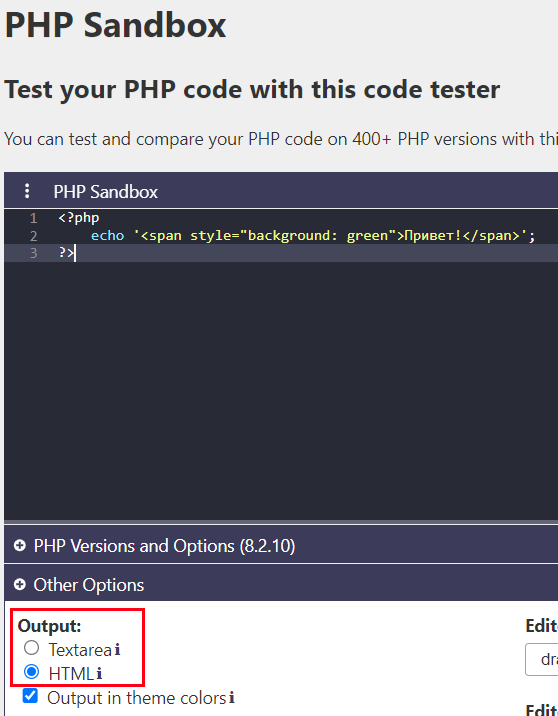 PHP Sandbox
Test your PHP code with this code tester
You can test and compare your PHP code on 400+ PHP versions with thi
PHP Sandbox
1 <?php
2 echo '<span style="background: green">Привет!</span>';
3 ?>
PHP Versions and Options (8.2.10)
Other Options
Output:
Textarea
HTML
Output in theme colors
Edit
dra
Edit